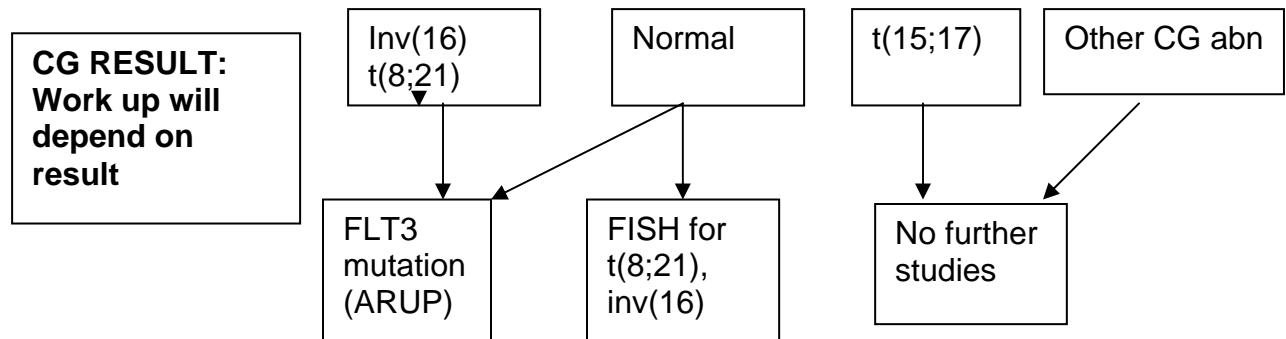 CG RESULT:
Work up will
depend on
result
Inv(16)
t(8;21)
Normal
t(15;17)
Other CG abn
FLT3
mutation
(ARUP)
FISH for
t(8;21),
inv(16)
No further
studies